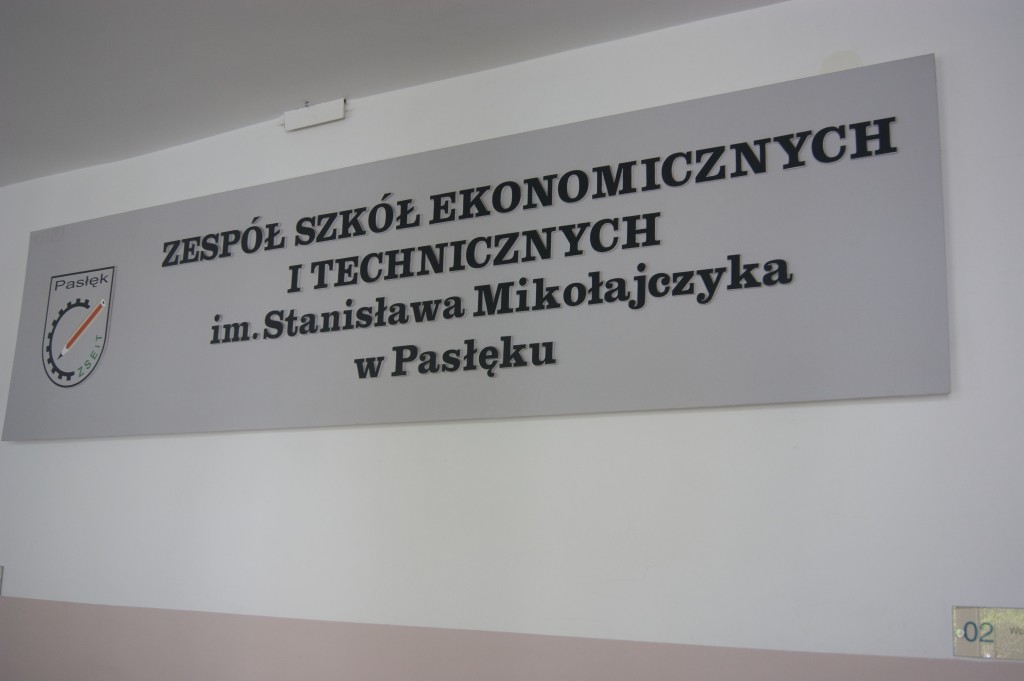 ZESPÓŁ SZKÓŁ EKONOMICZNYCH
I TECHNICZNYCH
im. Stanisława Mikołajczyka
w Pasłęku
Pasłęk
ZSEiT
02